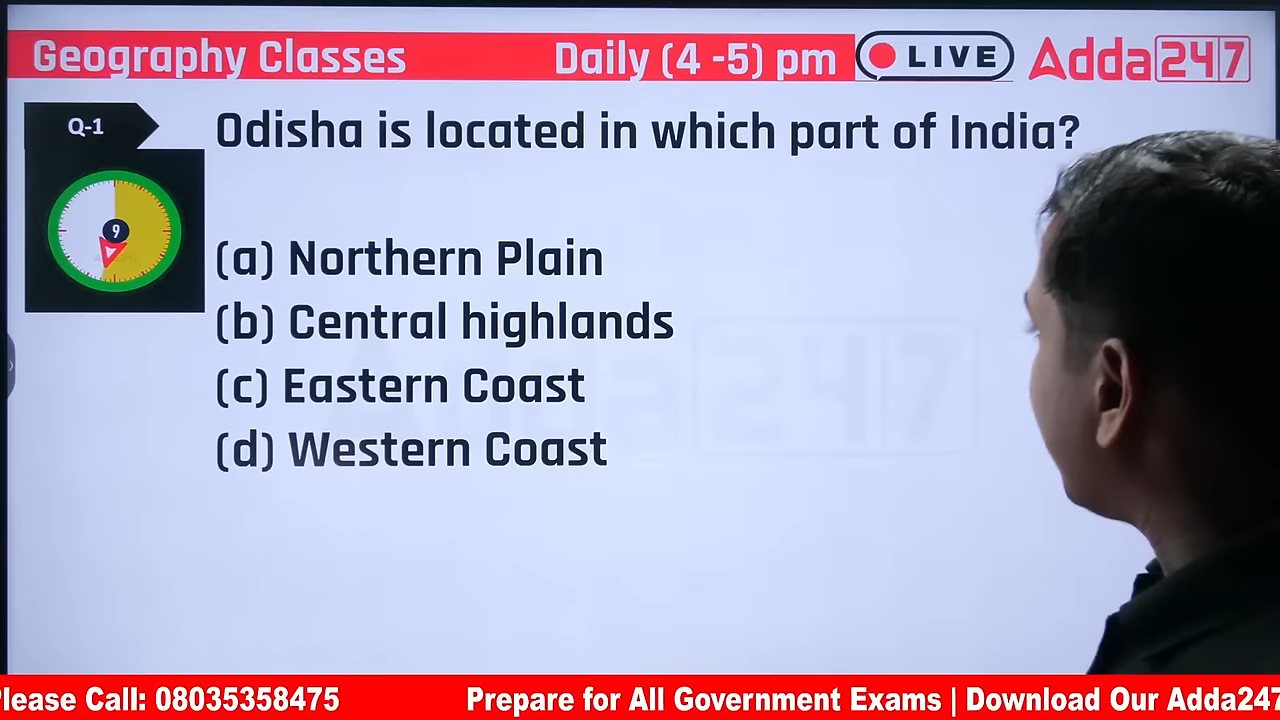 Geography Classes Daily (4 -5) pm LIVE Adda247
Q-1 Odisha is located in which part of India?
9
(a) Northern Plain
(b) Central highlands
(c) Eastern Coast
(d) Western Coast
Please Call: 08035358475 Prepare for All Government Exams | Download Our Adda247